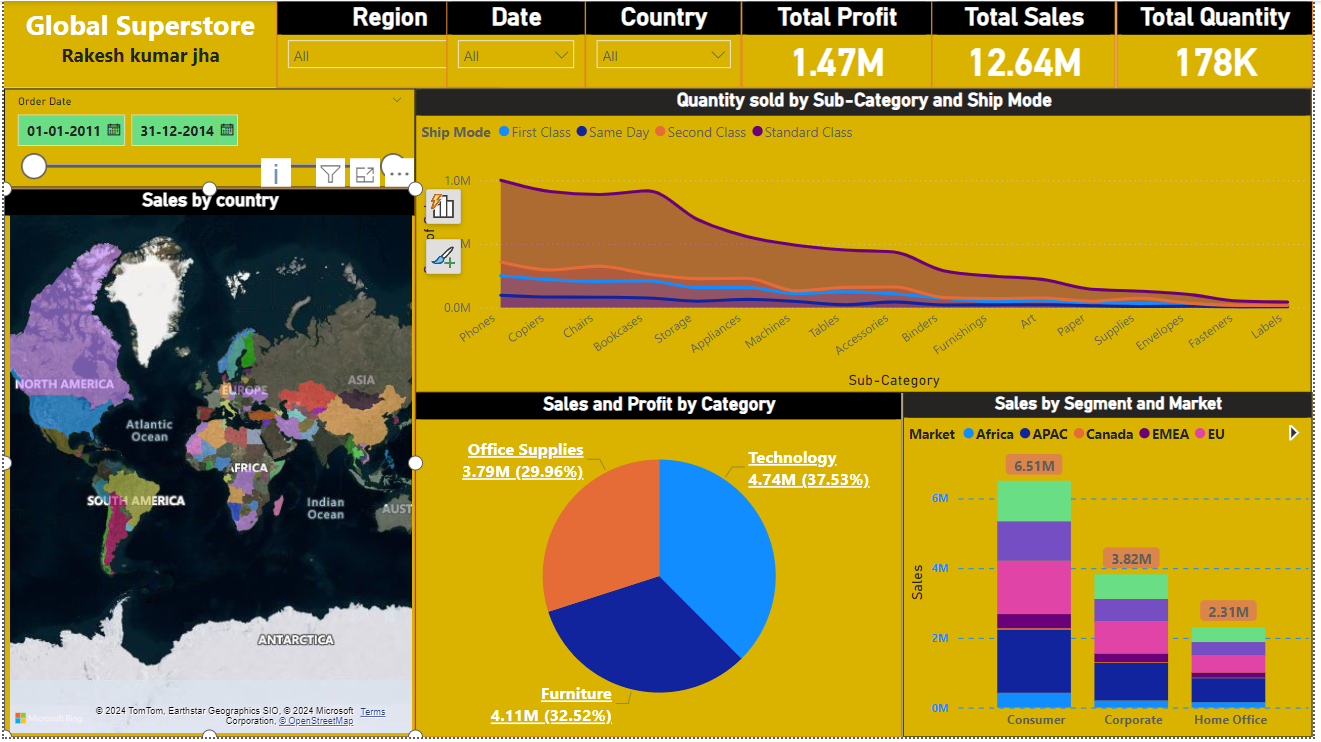 Global Superstore
Rakesh kumar jha
Region
All
Date
All
Country
All
Total Profit
1.47M
Total Sales
12.64M
Total Quantity
178K
Order Date
01-01-2011
31-12-2014
Sales by country
NORTH AMERICA
EUROPE
ASIA
Atlantic
Ocean
AFRICA
SOUTH AMERICA
Indian
Ocean
AUST
ANTARCTICA
Microsoft Bing
© 2024 TomTom, Earthstar Geographics SIO, © 2024 Microsoft
Corporation, © OpenStreetMap
Terms
Quantity sold by Sub-Category and Ship Mode
Ship Mode First Class Same Day Second Class Standard Class
1.0M
M
0.0M
Phones
Copiers
Chairs
Bookcases
Storage
Appliances
Machines
Tables
Accessories
Binders
Furnishings
Art
Paper
Supplies
Envelopes
Fasteners
Labels
Sub-Category
Sales and Profit by Category
Office Supplies
3.79M (29.96%)
Technology
4.74M (37.53%)
Furniture
4.11M (32.52%)
Sales by Segment and Market
Market Africa APAC Canada EMEA EU
Sales
6M
4M
2M
0M
6.51M
3.82M
2.31M
Consumer
Corporate
Home Office